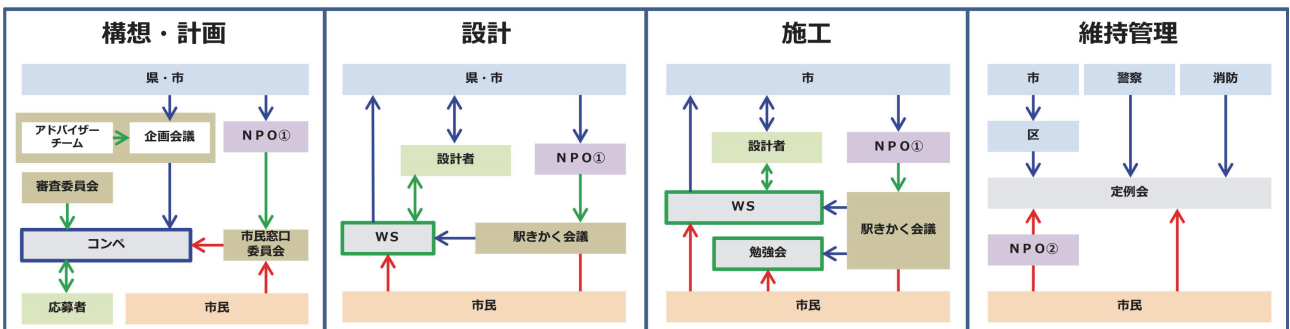 構想・計画
県・市
アドバイザー
チーム
企画会議
NPO①
審査委員会
コンペ
市民窓口
委員会
応募者
市民
設計
県・市
設計者
NPO①
WS
駅きかく会議
市民
施工
市
設計者
NPO①
WS
駅きかく会議
勉強会
市民
維持管理
市
警察
消防
区
定例会
NPO②
市民